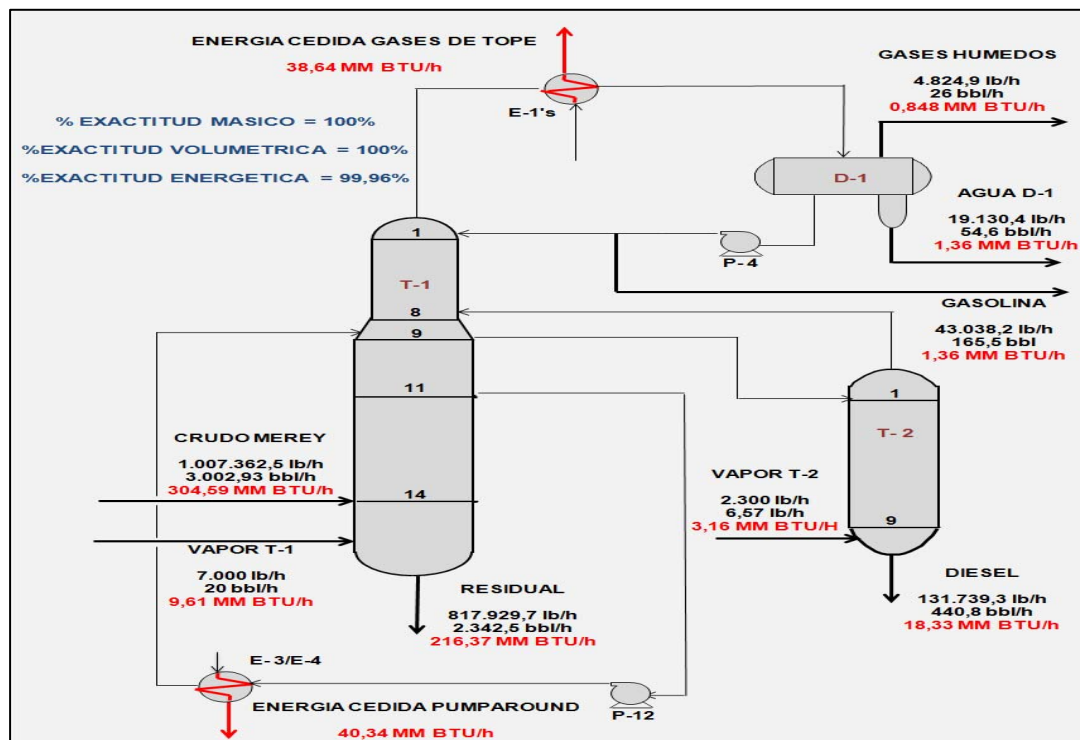 ENERGIA CEDIDA GASES DE TOPE
38,64 MM BTU/h
E-1's
GASES HUMEDOS
4.824,9 lb/h
26 bbl/h
0,848 MM BTU/h
% EXACTITUD MASICO = 100%
%EXACTITUD VOLUMETRICA = 100%
%EXACTITUD ENERGETICA = 99,96%
D-1
AGUA D-1
19.130,4 lb/h
54,6 bbl/h
1,36 MM BTU/h
P-4
1
T-1
8
9
11
14
GASOLINA
43.038,2 lb/h
165,5 bbl
1,36 MM BTU/h
1
T- 2
9
CRUDO MEREY
1.007.362,5 lb/h
3.002,93 bbl/h
304,59 MM BTU/h
VAPOR T-2
2.300 lb/h
6,57 lb/h
3,16 MM BTU/H
VAPOR T-1
7.000 lb/h
20 bbl/h
9,61 MM BTU/h
RESIDUAL
817.929,7 lb/h
2.342,5 bbl/h
216,37 MM BTU/h
DIESEL
131.739,3 lb/h
440,8 bbl/h
18,33 MM BTU/h
E- 3/E-4
P-12
ENERGIA CEDIDA PUMPAROUND
40,34 MM BTU/h